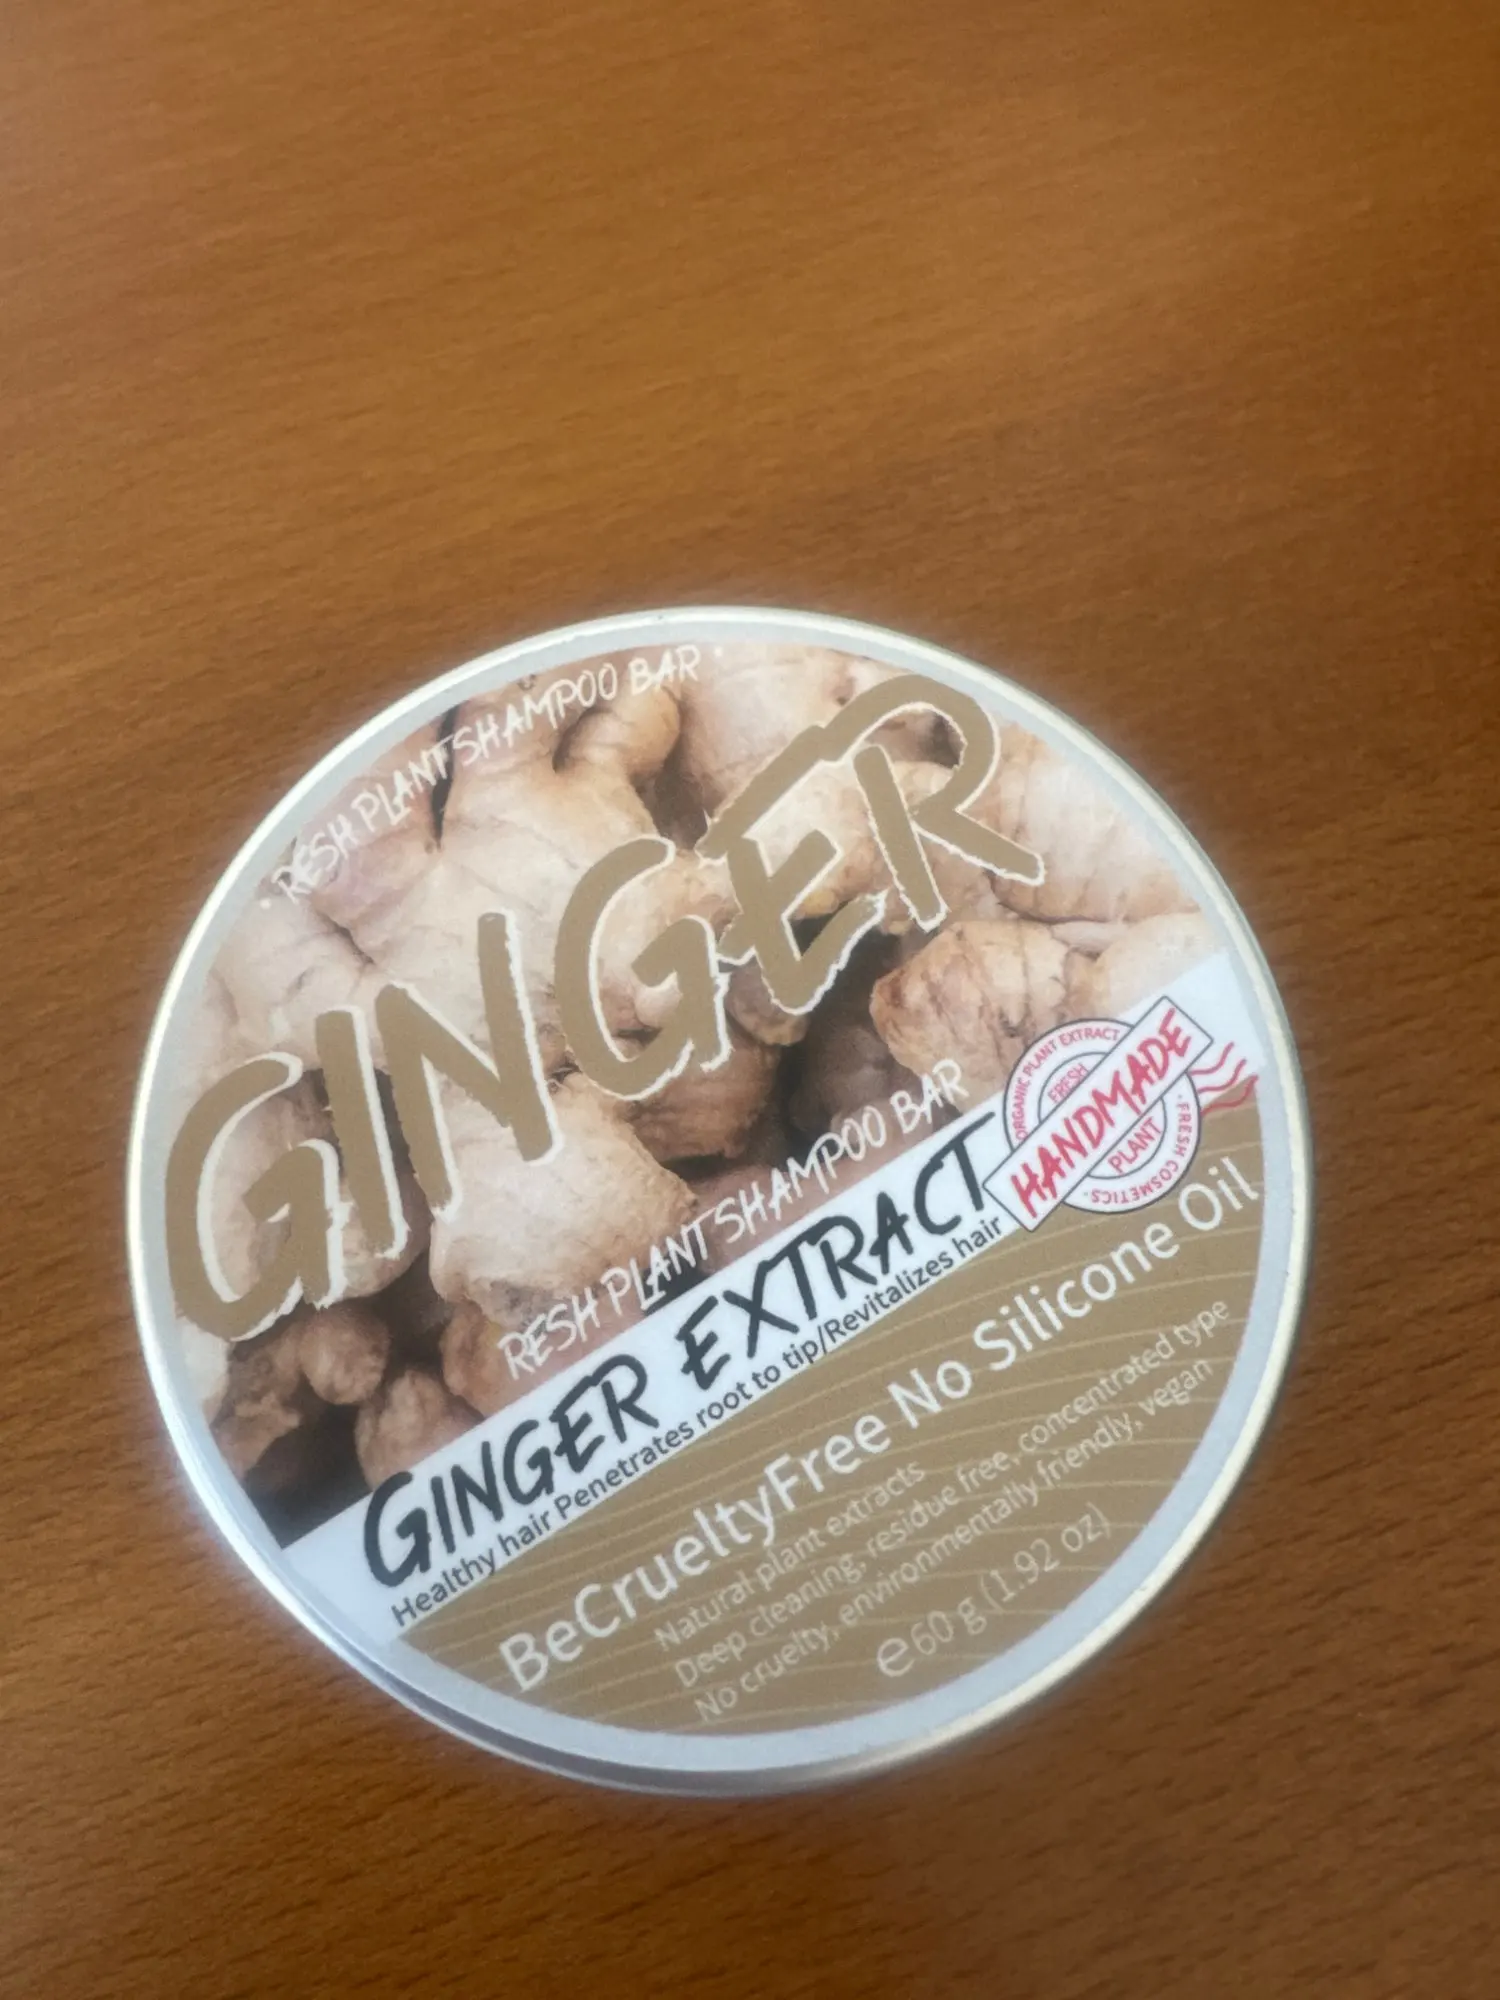 · RESH PLANT SHAMPOO BAR ·
GINGER
RESH PLANT SHAMPOO BAR
GINGER EXTRACT
Healthy hair Penetrates root to tip/Revitalizes hair
ORGANIC PLANT EXTRACT
FRESH
HANDMADE
PLANT
·FRESH COSMETICS·
BeCrueltyFree No Silicone Oil
Natural plant extracts
Deep cleaning, residue free, concentrated type
No cruelty, environmentally friendly, vegan
e60 g (1.92 oz)